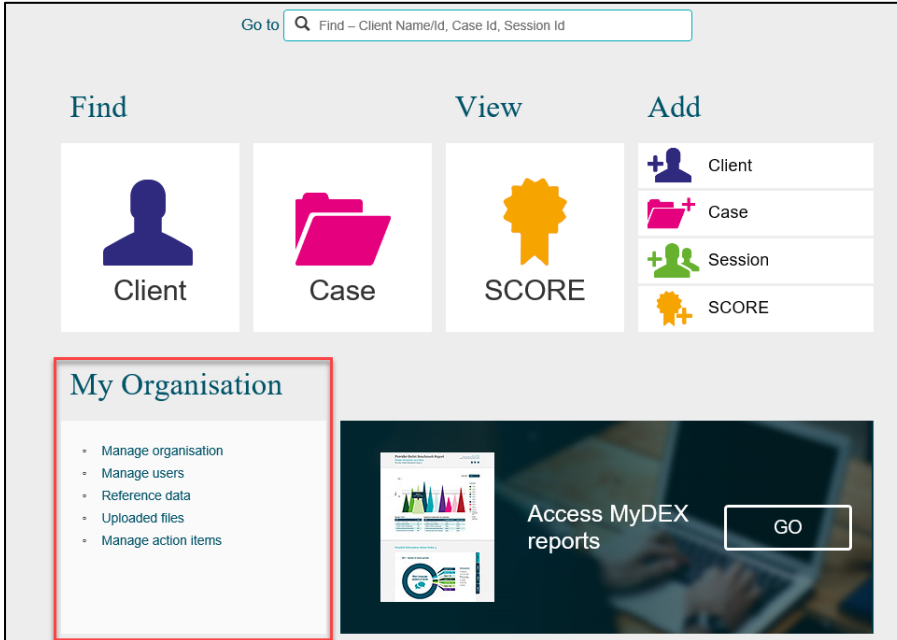 Go to Find – Client Name/Id, Case Id, Session Id
Find
View
Add
Client
Case
SCORE
Client
Case
Session
SCORE
My Organisation
Manage organisation
Manage users
Reference data
Uploaded files
Manage action items
Access MyDEX
reports
GO